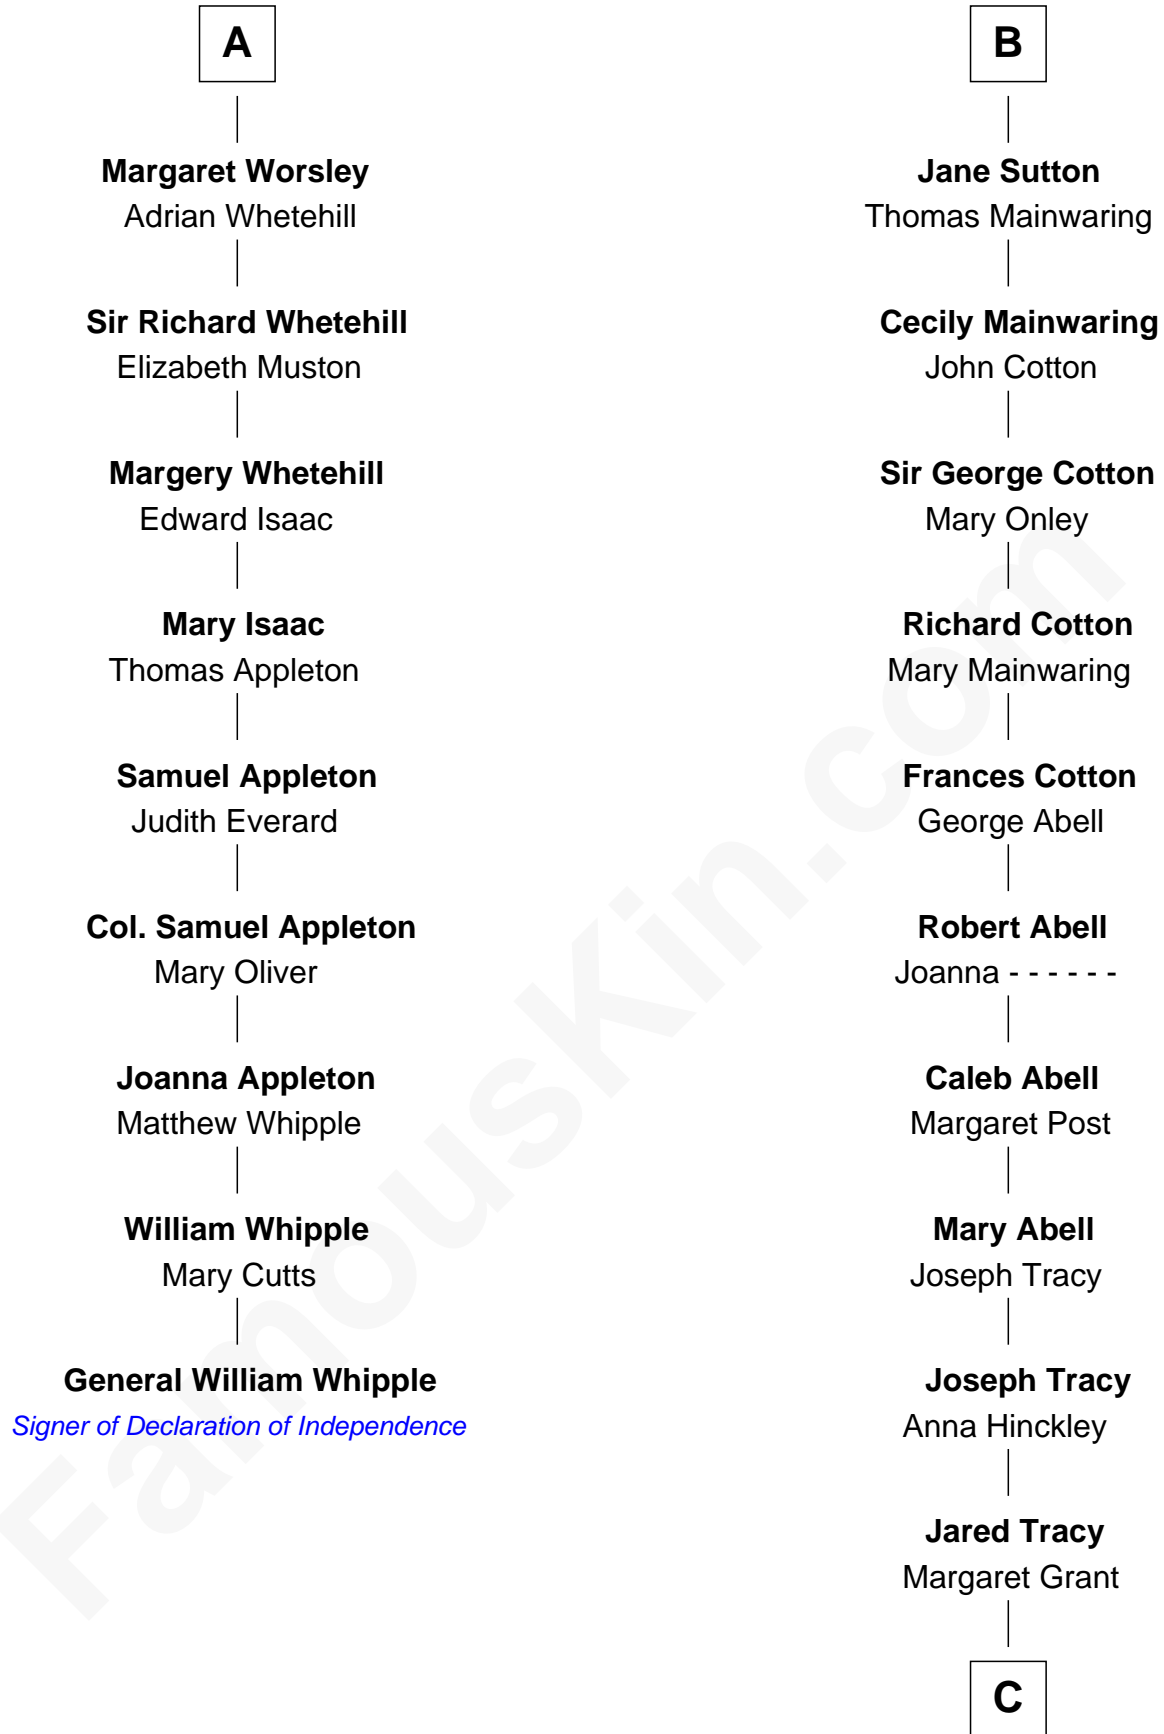 A
Margaret Worsley
Adrian Whetehill
Sir Richard Whetehill
Elizabeth Muston
Margery Whetehill
Edward Isaac
Mary Isaac
Thomas Appleton
Samuel Appleton
Judith Everard
Col. Samuel Appleton
Mary Oliver
Joanna Appleton
Matthew Whipple
William Whipple
Mary Cutts
General William Whipple
Signer of Declaration of Independence
B
Jane Sutton
Thomas Mainwaring
Cecily Mainwaring
John Cotton
Sir George Cotton
Mary Onley
Richard Cotton
Mary Mainwaring
Frances Cotton
George Abell
Robert Abell
Joanna - - - - - -
Caleb Abell
Margaret Post
Mary Abell
Joseph Tracy
Joseph Tracy
Anna Hinckley
Jared Tracy
Margaret Grant
C
FamousKin.com